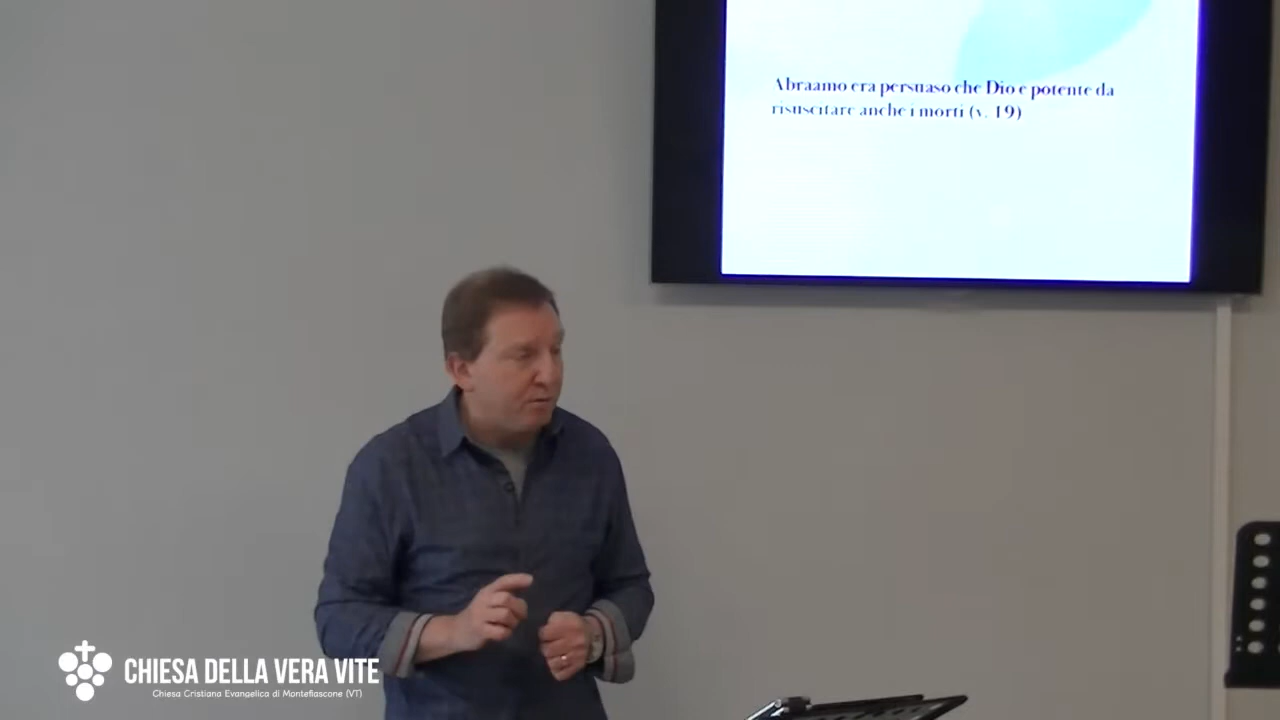 Abraamo era persuaso che Dio è potente da
risuscitare anche i morti (v. 19)
CHIESA DELLA VERA VITE
Chiesa Cristiana Evangelica di Montefiascone (VT)